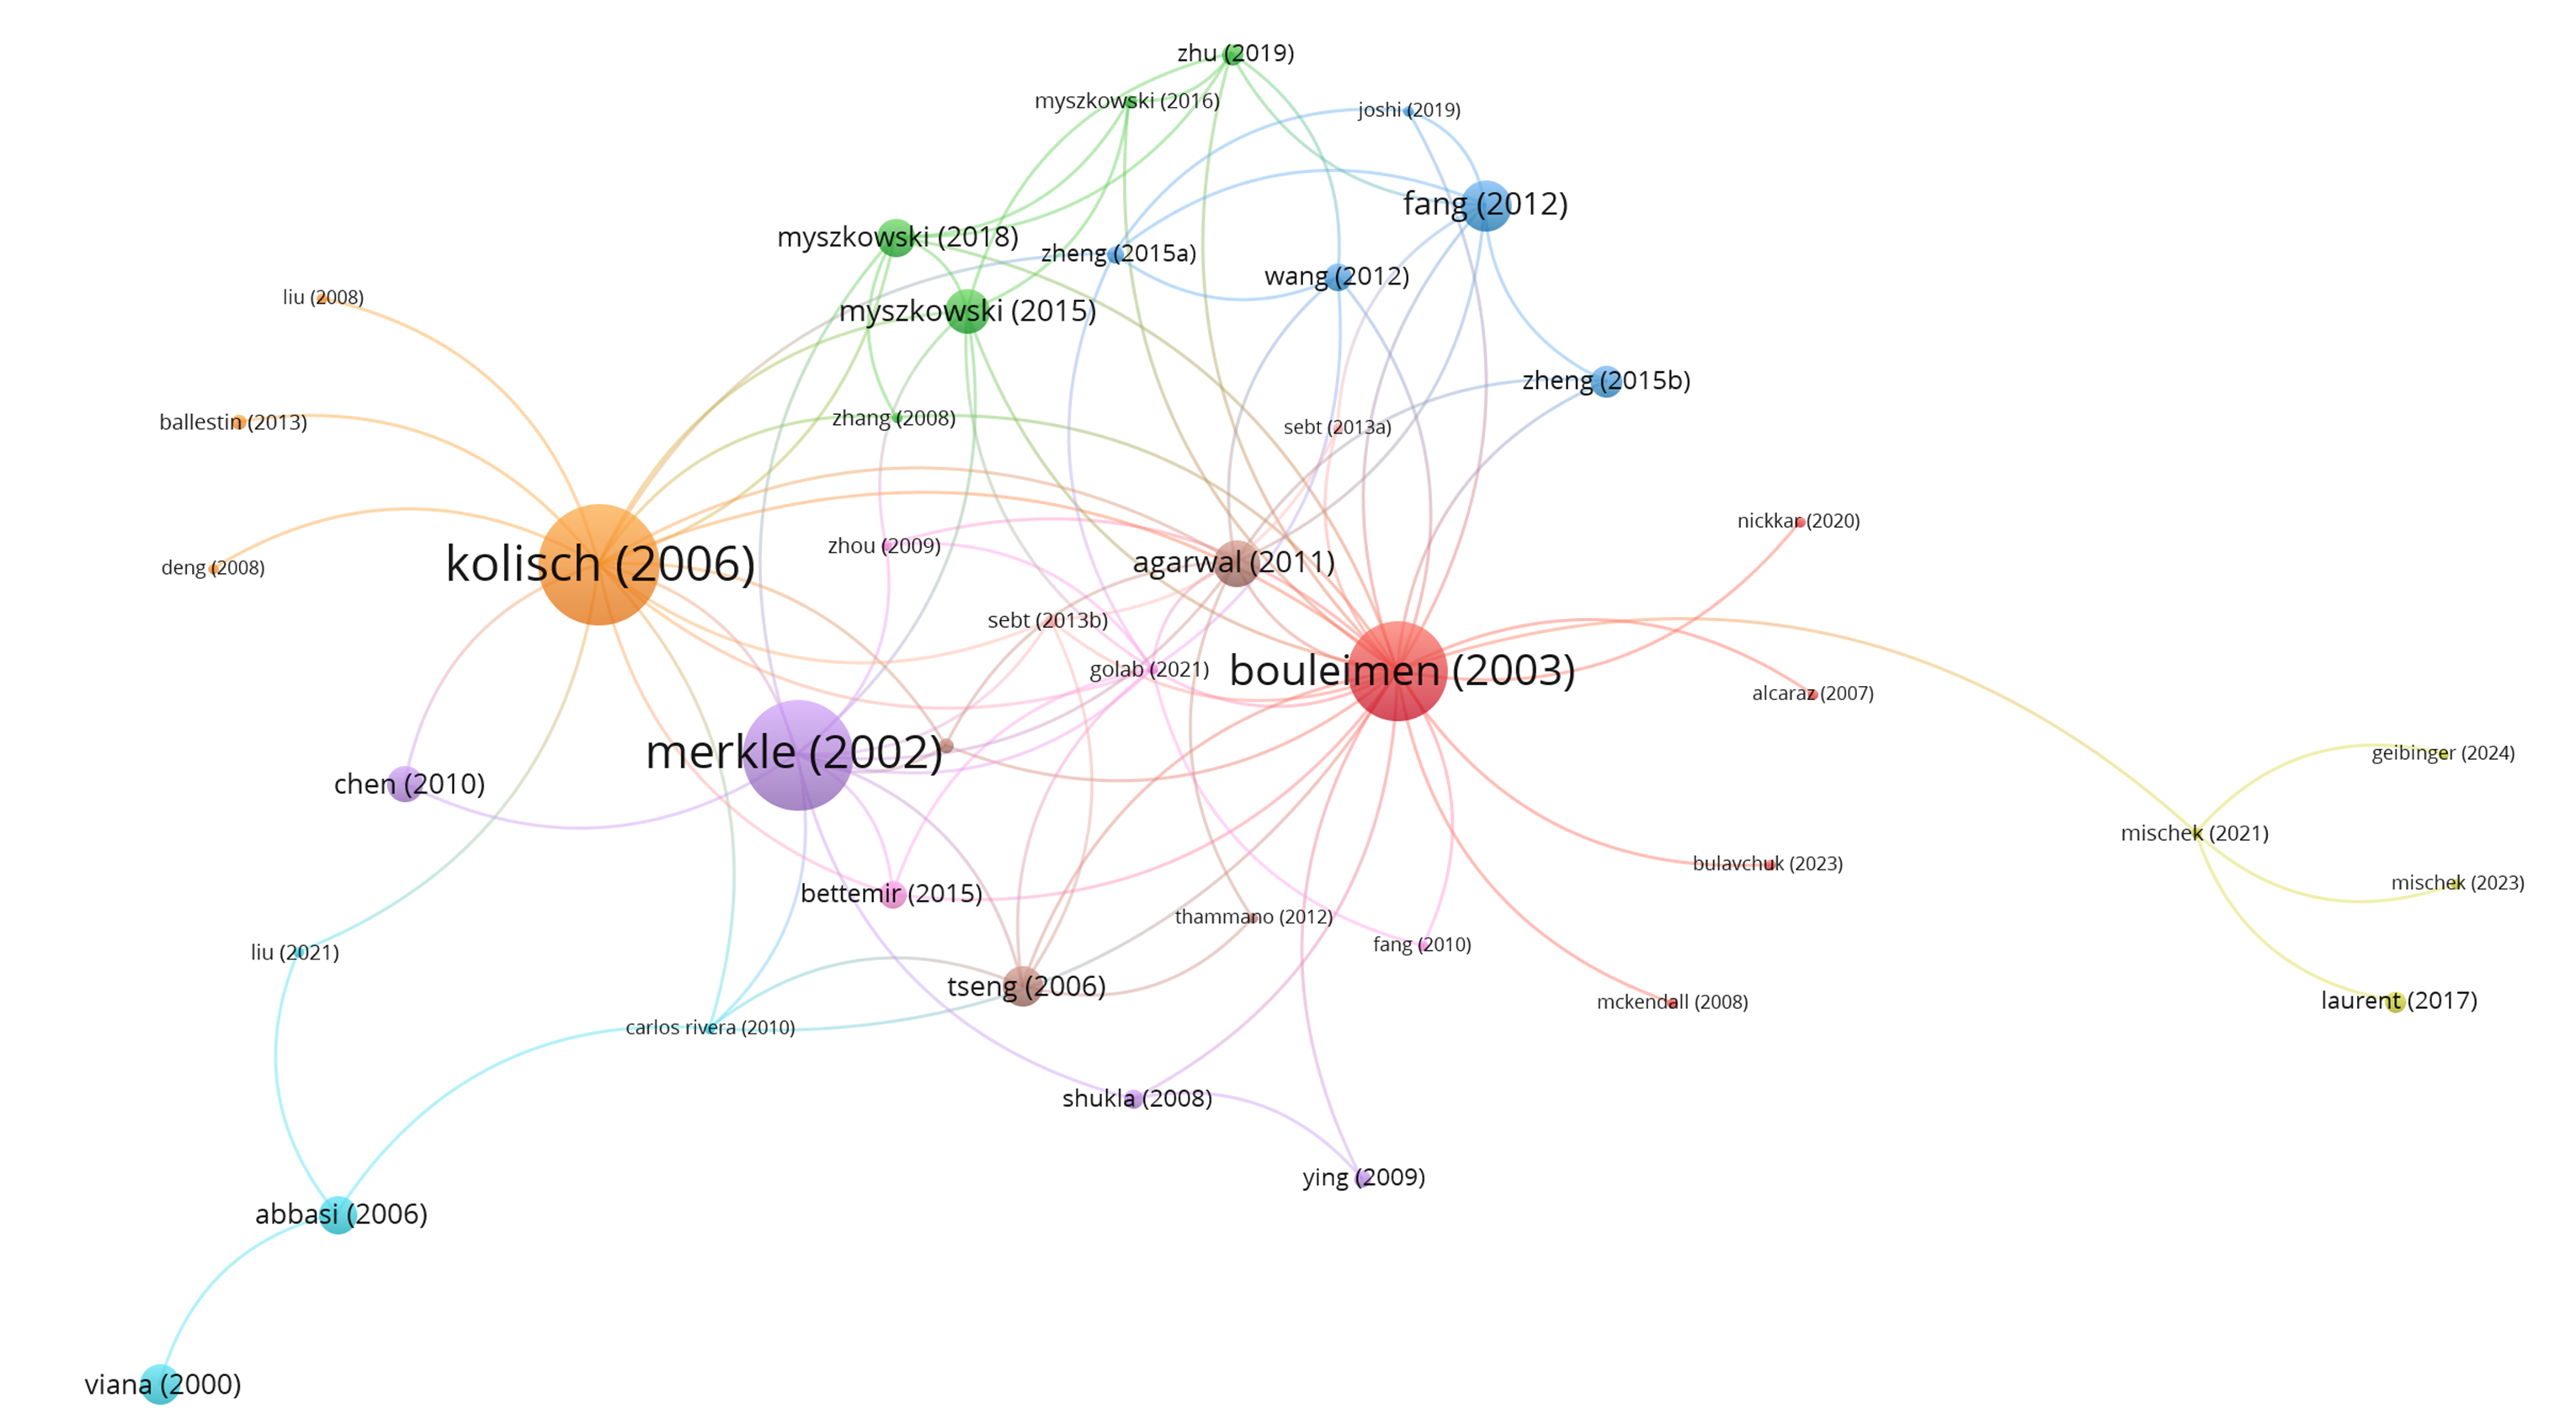 zhu (2019)
myszkowski (2016)
joshi (2019)
fang (2012)
myszkowski (2018)
zheng (2015a)
wang (2012)
liu (2008)
myszkowski (2015)
zheng (2015b)
ballestin (2013)
zhang (2008)
sebt (2013a)
nickkar (2020)
zhou (2009)
kolisch (2006)
agarwal (2011)
deng (2008)
sebt (2013b)
golab (2021)
bouleimen (2003)
alcaraz (2007)
merkle (2002)
geibinger (2024)
chen (2010)
mischek (2021)
bulavchuk (2023)
mischek (2023)
bettemir (2015)
thammano (2012)
fang (2010)
liu (2021)
tseng (2006)
mckendall (2008)
laurent (2017)
carlos rivera (2010)
shukla (2008)
ying (2009)
abbasi (2006)
viana (2000)